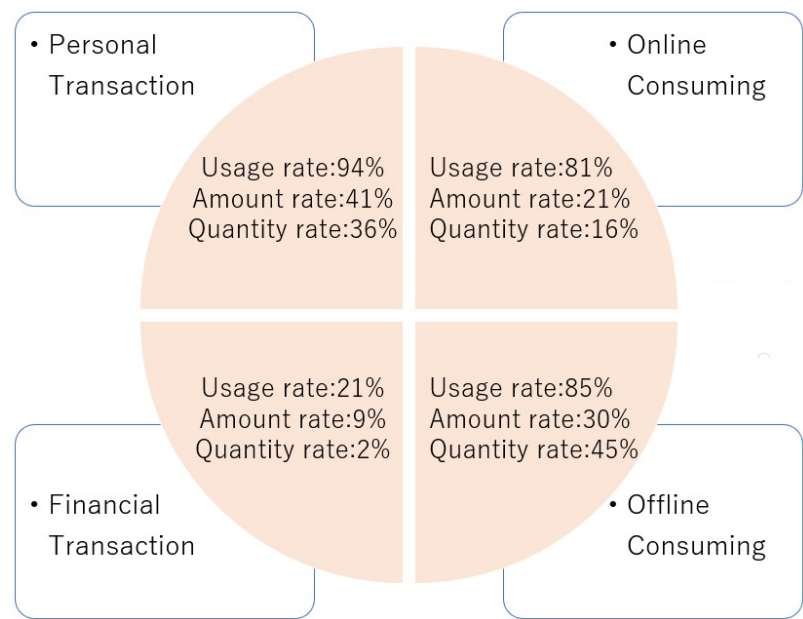 • Personal
Transaction
Usage rate:94%
Amount rate:41%
Quantity rate:36%
• Online
Consuming
Usage rate:81%
Amount rate:21%
Quantity rate:16%
Usage rate:21%
Amount rate:9%
Quantity rate:2%
• Financial
Transaction
Usage rate:85%
Amount rate:30%
Quantity rate:45%
• Offline
Consuming